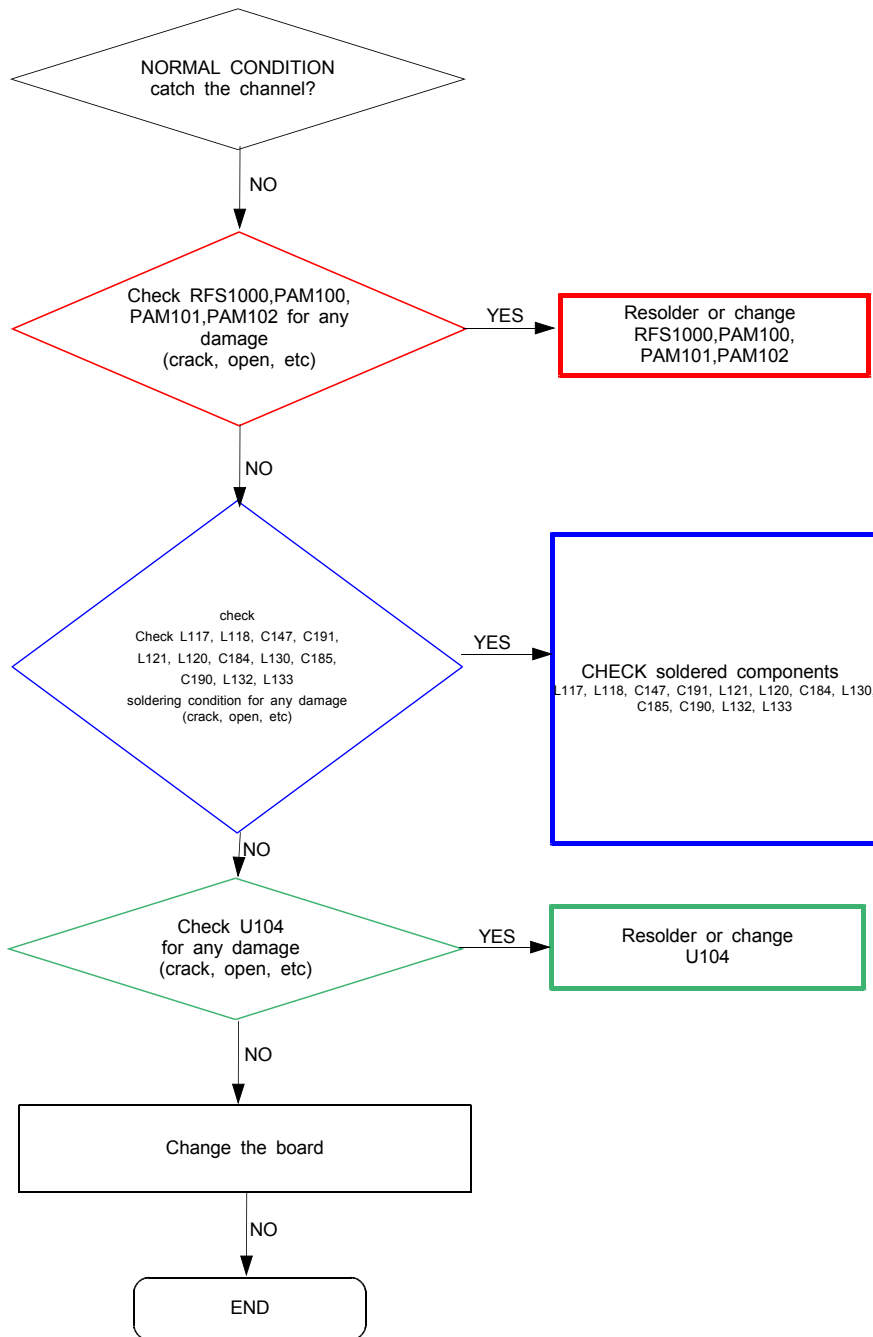 NORMAL CONDITION
catch the channel?
NO
Check RFS1000,PAM100,
PAM101,PAM102 for any
damage
(crack, open, etc)
YES
Resolder or change
RFS1000,PAM100,
PAM101,PAM102
NO
check
Check L117, L118, C147, C191,
L121, L120, C184, L130, C185,
C190, L132, L133
soldering condition for any damage
(crack, open, etc)
YES
CHECK soldered components
L117, L118, C147, C191, L121, L120, C184, L130,
C185, C190, L132, L133
NO
Check U104
for any damage
(crack, open, etc)
YES
Resolder or change
U104
NO
Change the board
NO
END